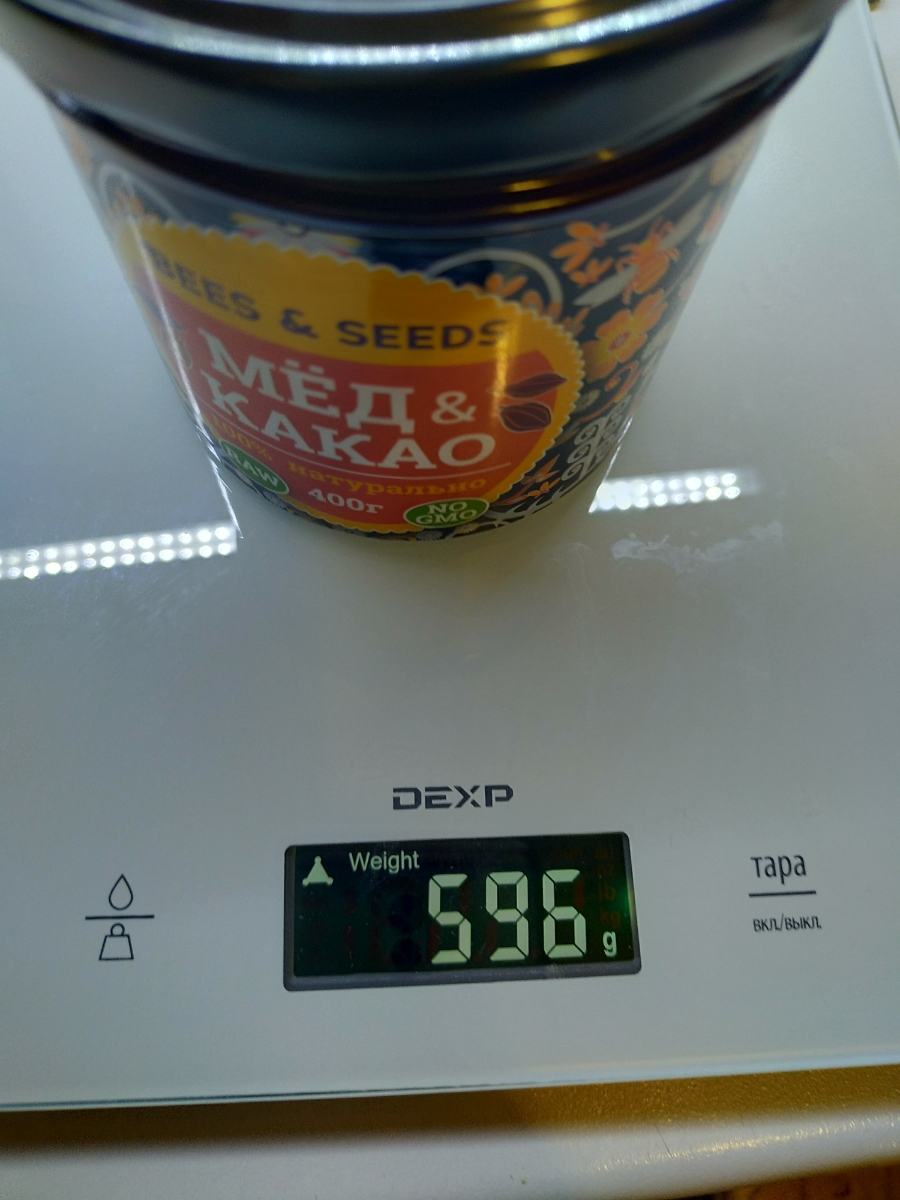 BEES & SEEDS
МЁД &
КАКАО
100% натурально
RAW
400г
NO
GMO
DEXP
Weight
596
g
тара
вкл./выкл.